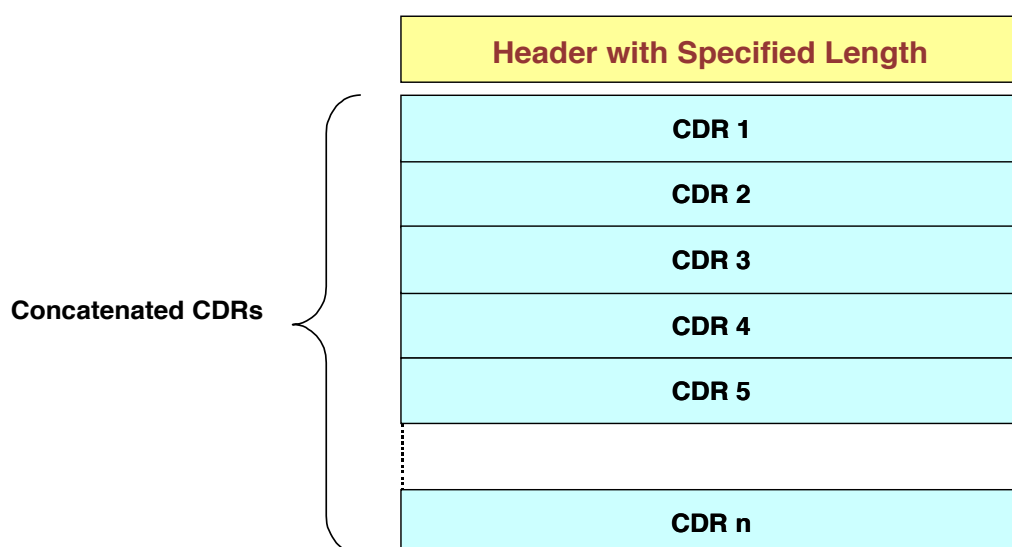 Header with Specified Length
CDR 1
CDR 2
CDR 3
Concatenated CDRs
CDR 4
CDR 5
CDR n